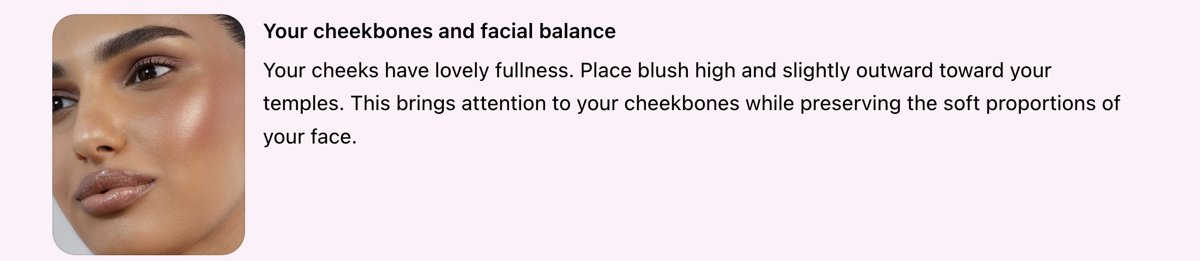 Your cheekbones and facial balance
Your cheeks have lovely fullness. Place blush high and slightly outward toward your
temples. This brings attention to your cheekbones while preserving the soft proportions of
your face.